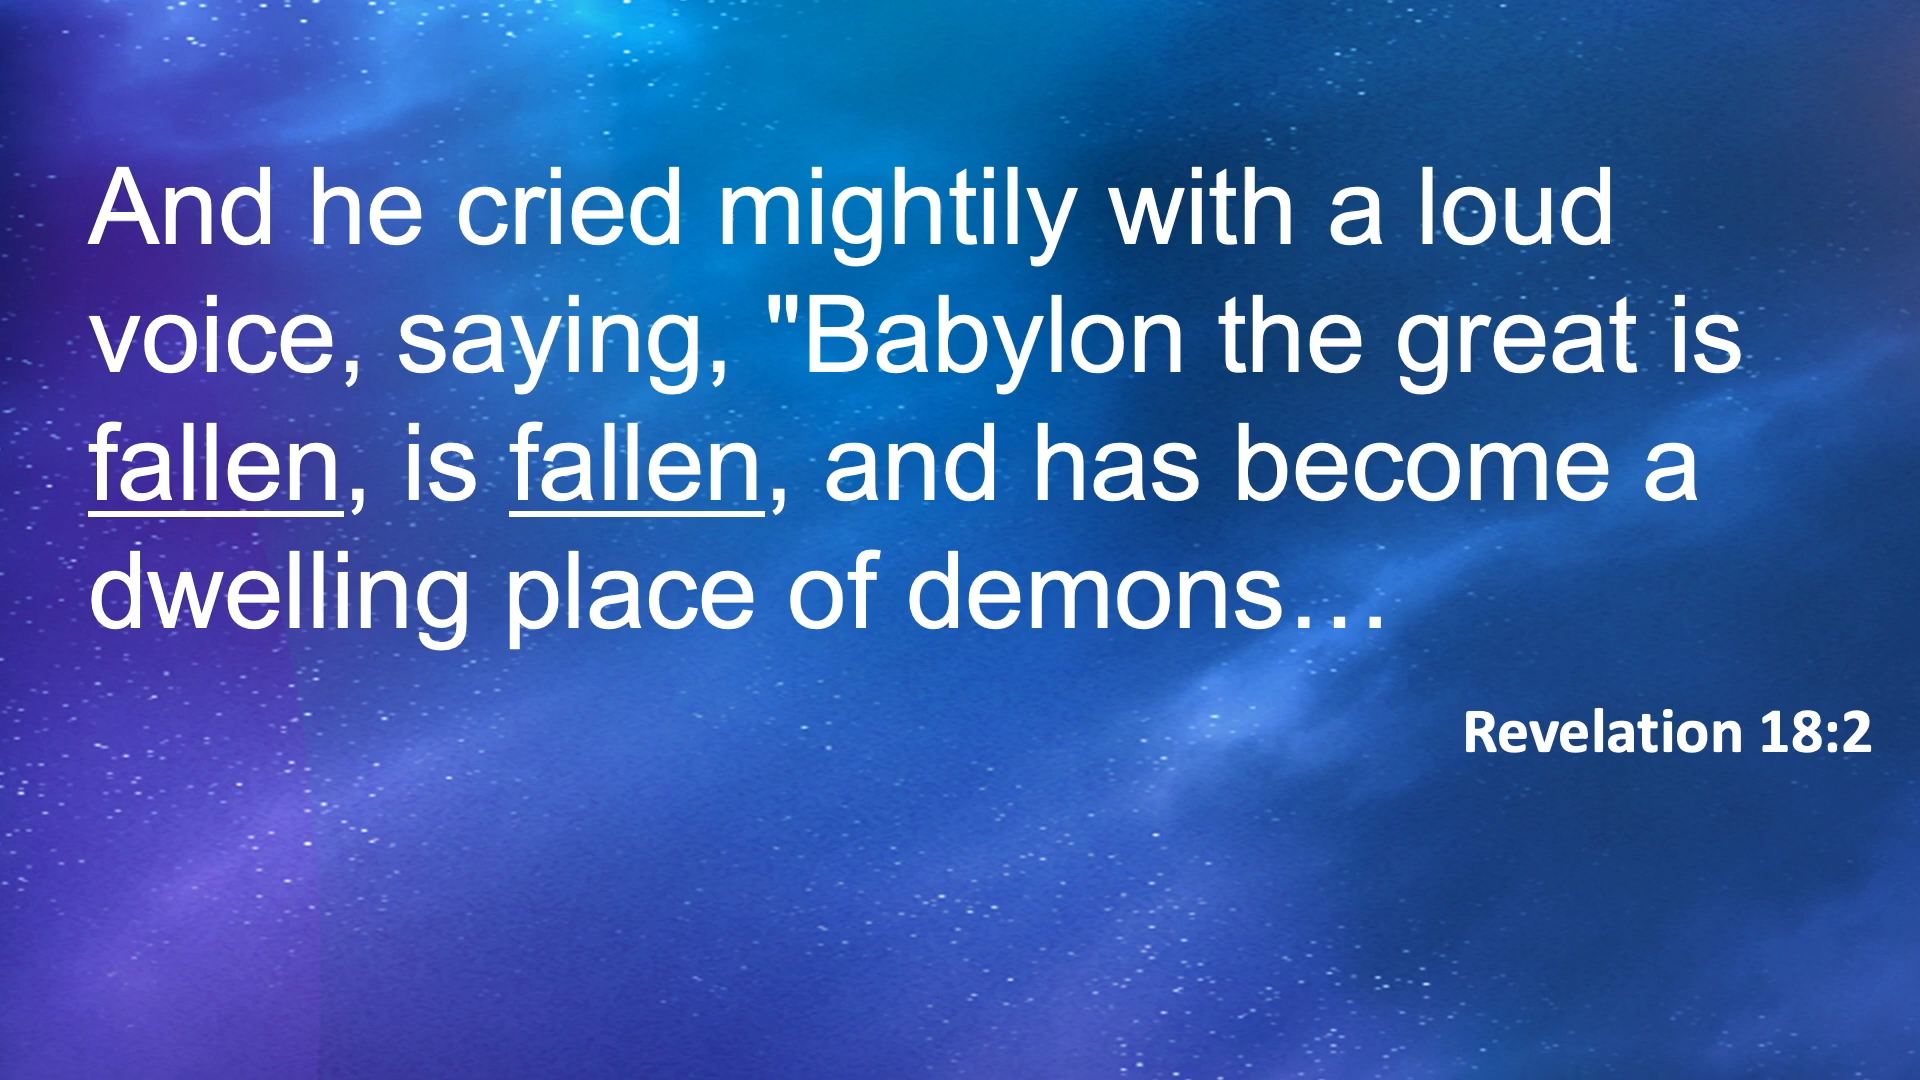 And he cried mightily with a loud
voice, saying, "Babylon the great is
fallen, is fallen, and has become a
dwelling place of demons…
Revelation 18:2